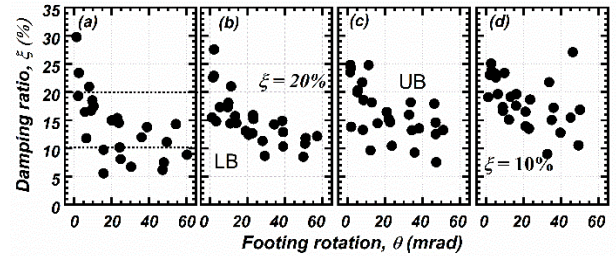 (a) (b) (c) (d)
Damping ratio, ξ (%)
35
30
25
20
15
10
5
0
ξ = 20%
UB
LB
ξ = 10%
0 20 40 60 0 20 40 60 0 20 40 60 0 20 40 60
Footing rotation, θ (mrad)